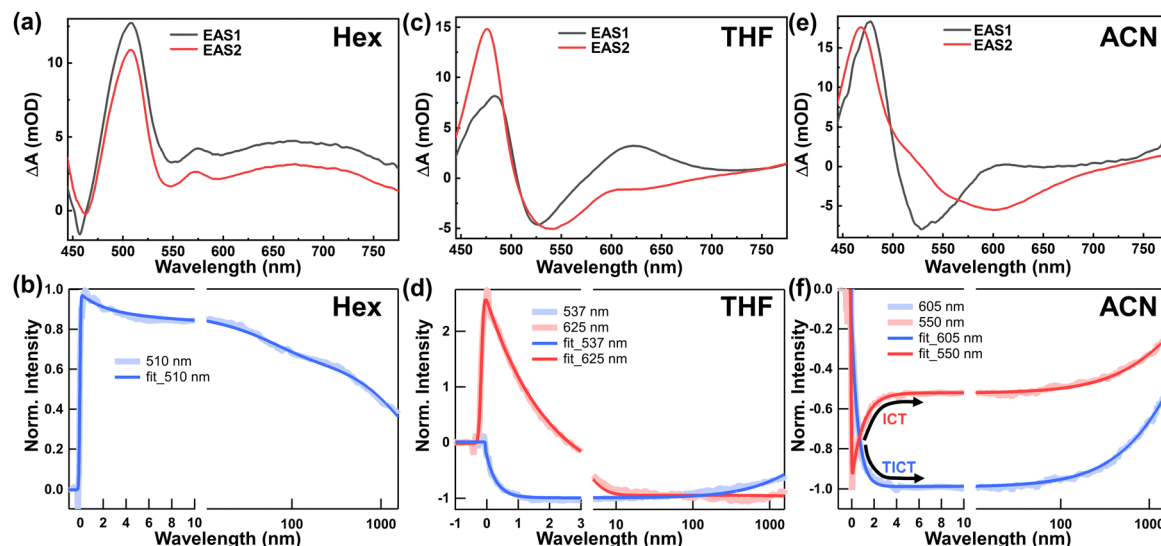 (a)
Hex
EAS1
EAS2
ΔA (mOD)
10
5
0
450 500 550 600 650 700 750
Wavelength (nm)
(c)
THF
EAS1
EAS2
ΔA (mOD)
15
10
5
0
-5
450 500 550 600 650 700 750
Wavelength (nm)
(e)
ACN
EAS1
EAS2
ΔA (mOD)
15
10
5
0
-5
450 500 550 600 650 700 750
Wavelength (nm)
(b)
Hex
510 nm
fit_510 nm
Norm. Intensity
1.0
0.8
0.6
0.4
0.2
0.0
0 2 4 6 8 10 100 1000
Wavelength (nm)
(d)
THF
537 nm
625 nm
fit_537 nm
fit_625 nm
Norm. Intensity
2
1
0
-1
-1 0 1 2 3 10 100 1000
Wavelength (nm)
(f)
ACN
605 nm
550 nm
fit_605 nm
fit_550 nm
ICT
TICT
Norm. Intensity
0.0
-0.2
-0.4
-0.6
-0.8
-1.0
0 2 4 6 8 10 100 1000
Wavelength (nm)